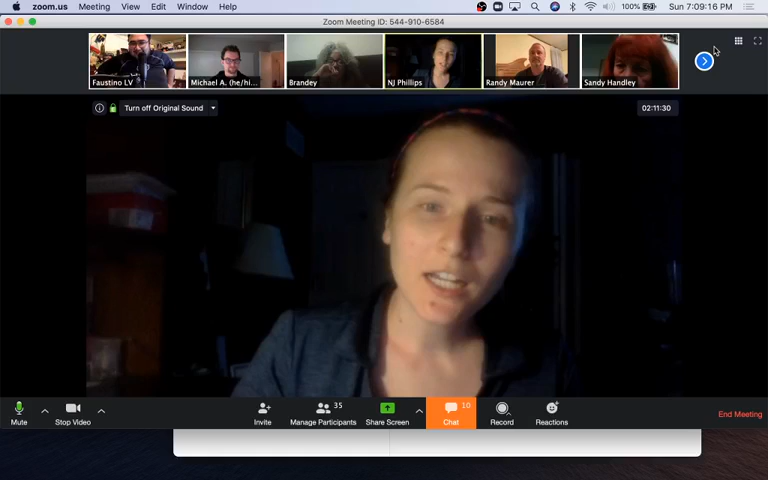 zoom.us Meeting View Edit Window Help 100% Sun 7:09:16 PM
Zoom Meeting ID: 544-910-6584
Faustino LV Michael A. (he/hi... Brandey NJ Phillips Randy Maurer Sandy Handley
Turn off Original Sound 02:11:30
35 10
Mute Stop Video Invite Manage Participants Share Screen Chat Record Reactions End Meeting